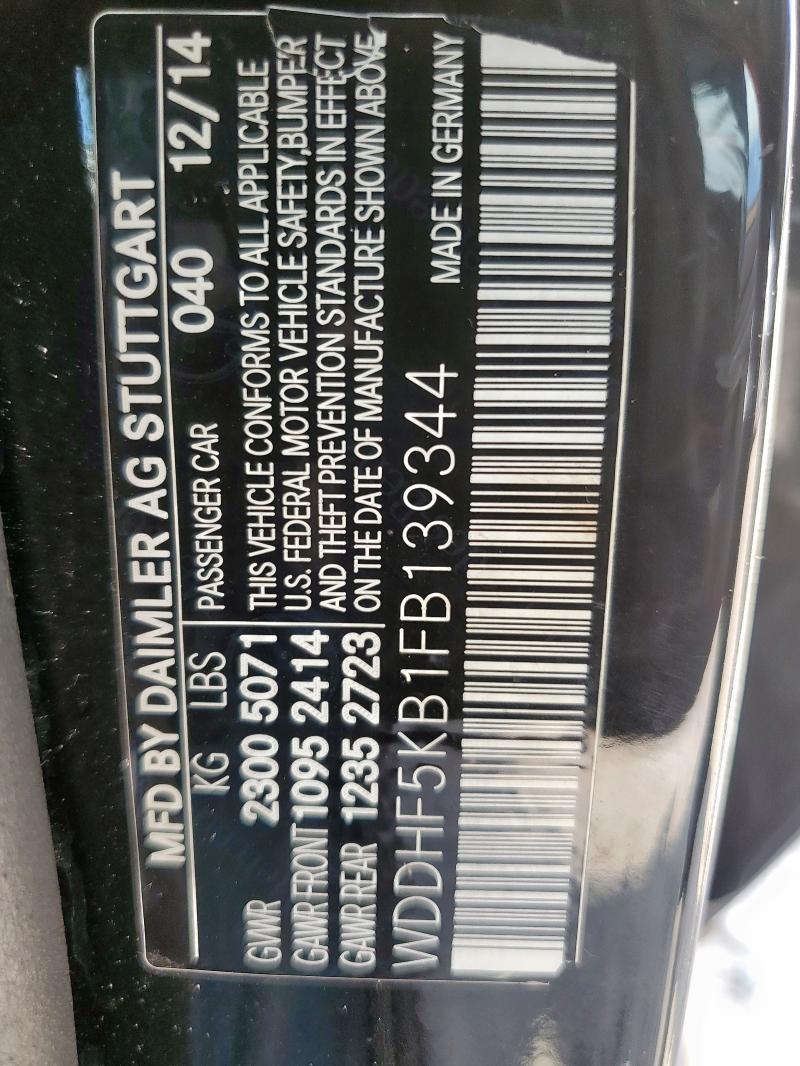 MFD BY DAIMLER AG STUTTGART
KG LBS PASSENGER CAR 040 12/14
GVWR 2300 5071 THIS VEHICLE CONFORMS TO ALL APPLICABLE
GAWR FRONT 1095 2414 U.S. FEDERAL MOTOR VEHICLE SAFETY, BUMPER
GAWR REAR 1235 2723 AND THEFT PREVENTION STANDARDS IN EFFECT
ON THE DATE OF MANUFACTURE SHOWN ABOVE
WDDHF5KB1FB139344 MADE IN GERMANY